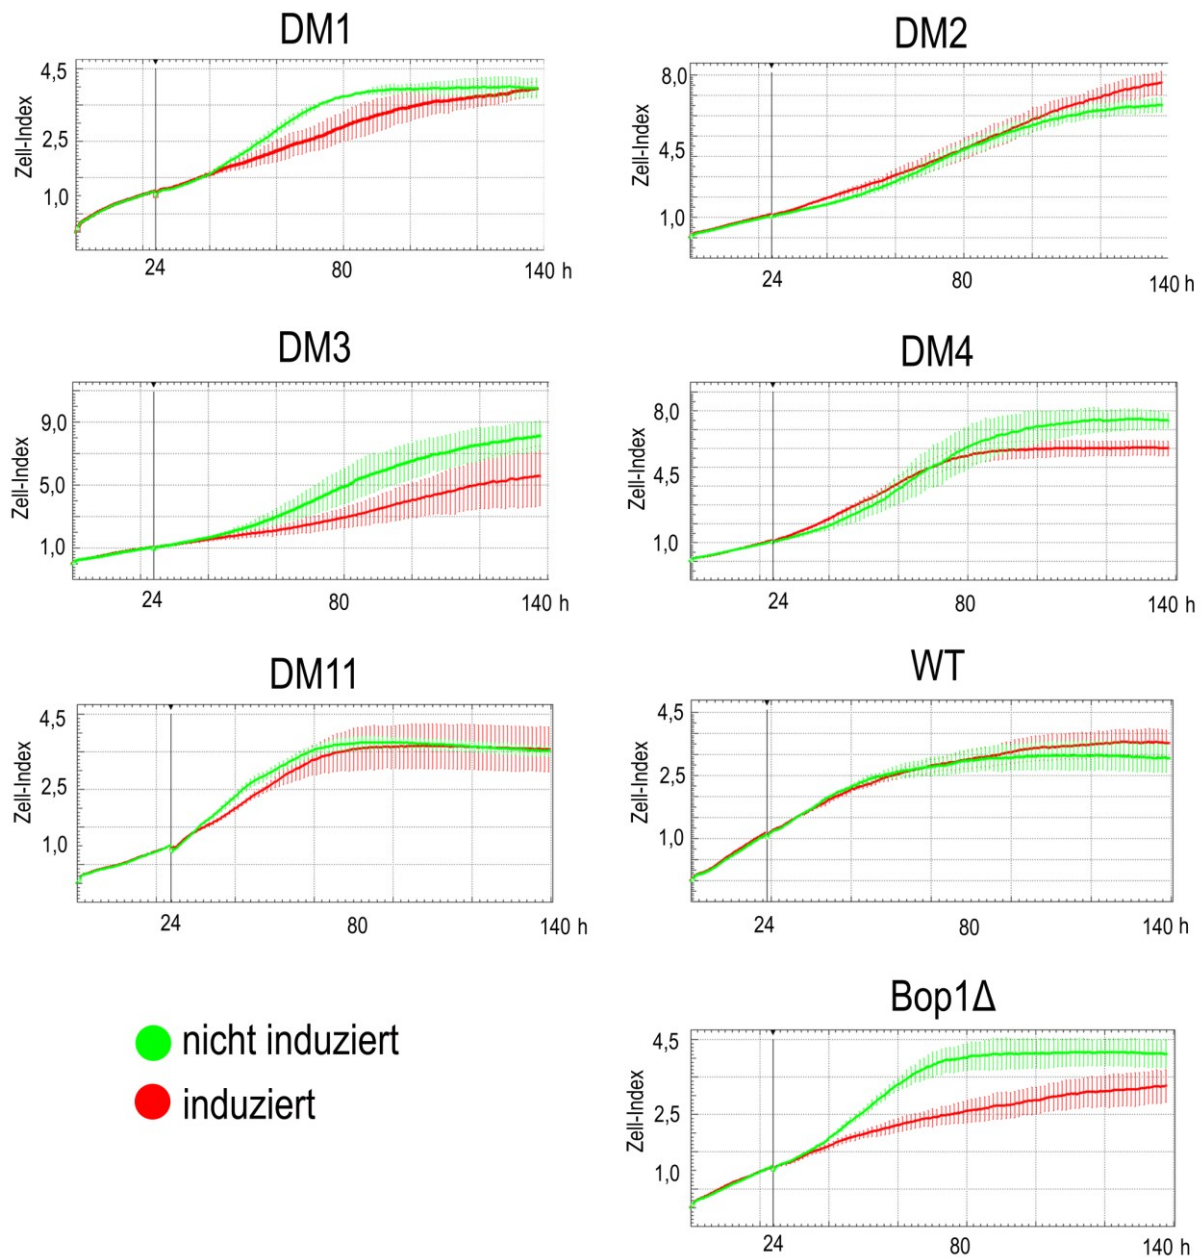 DM1
Zell-Index
4,5
2,5
1,0
24
80
140 h
DM2
Zell-Index
8,0
4,5
1,0
24
80
140 h
DM3
Zell-Index
9,0
5,0
1,0
24
80
140 h
DM4
Zell-Index
8,0
4,5
1,0
24
80
140 h
DM11
Zell-Index
4,5
2,5
1,0
24
80
140 h
WT
Zell-Index
4,5
2,5
1,0
24
80
140 h
nicht induziert
induziert
Bop1Δ
Zell-Index
4,5
2,5
1,0
24
80
140 h